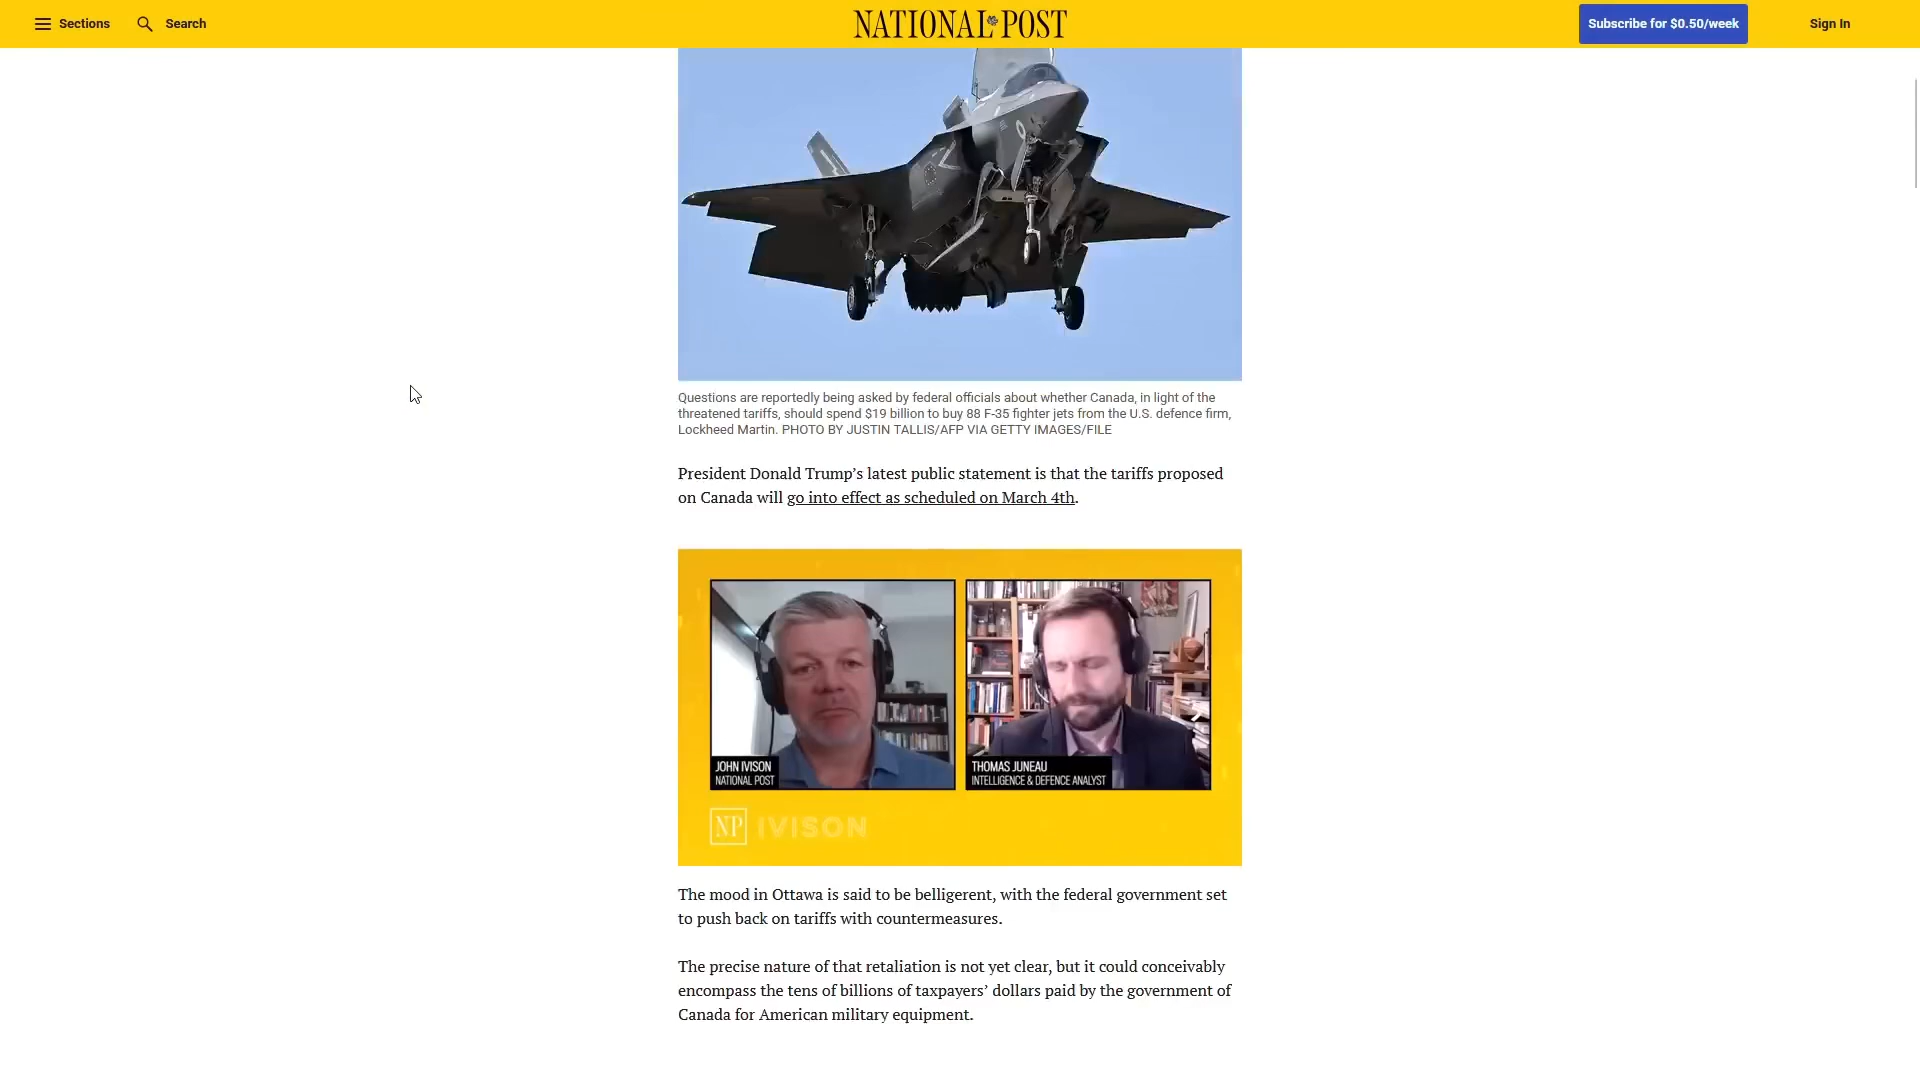 Sections
Search
NATIONAL POST
Subscribe for $0.50/week
Sign In
Questions are reportedly being asked by federal officials about whether Canada, in light of the
threatened tariffs, should spend $19 billion to buy 88 F-35 fighter jets from the U.S. defence firm,
Lockheed Martin. PHOTO BY JUSTIN TALLIS/AFP VIA GETTY IMAGES/FILE
President Donald Trump’s latest public statement is that the tariffs proposed
on Canada will go into effect as scheduled on March 4th.
JOHN IVISON
NATIONAL POST
THOMAS JUNEAU
INTELLIGENCE & DEFENCE ANALYST
NP IVISON
The mood in Ottawa is said to be belligerent, with the federal government set
to push back on tariffs with countermeasures.
The precise nature of that retaliation is not yet clear, but it could conceivably
encompass the tens of billions of taxpayers’ dollars paid by the government of
Canada for American military equipment.